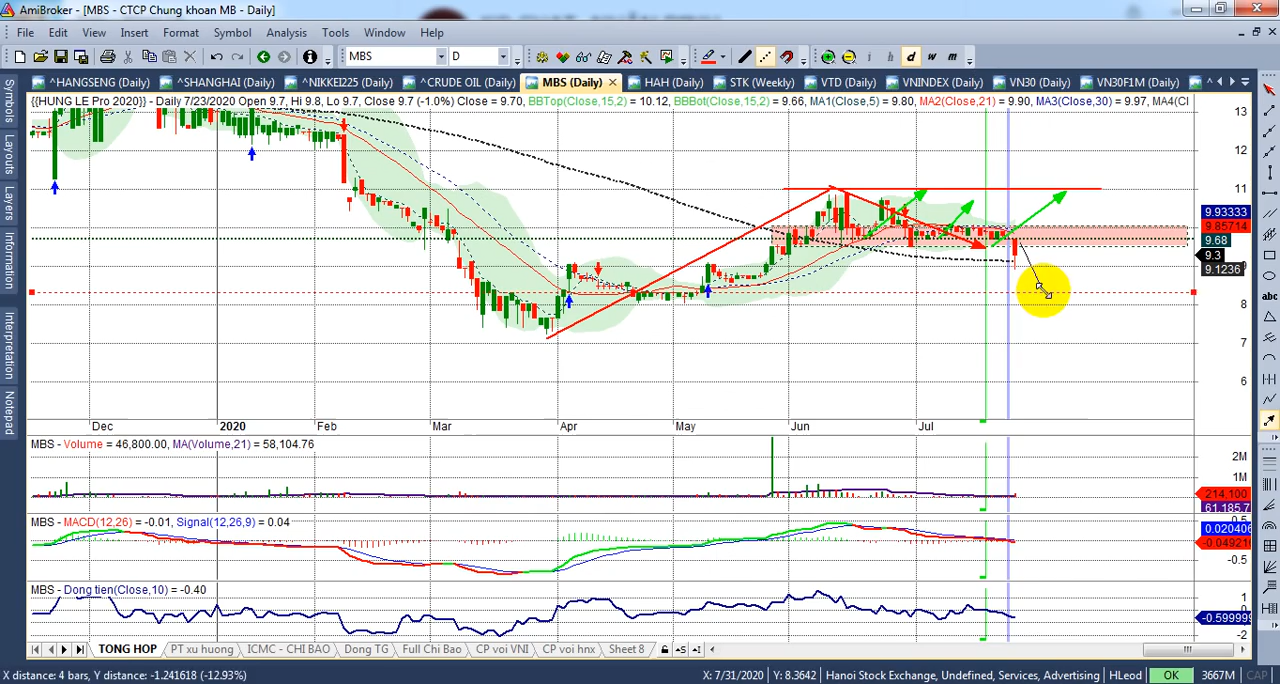 AmiBroker - [MBS - CTCP Chung khoan MB - Daily]
File Edit View Insert Format Symbol Analysis Tools Window Help
MBS D i h d w m
^HANGSENG (Daily) ^SHANGHAI (Daily) ^NIKKEI225 (Daily) ^CRUDE OIL (Daily) MBS (Daily) HAH (Daily) STK (Weekly) VTD (Daily) VNINDEX (Daily) VN30 (Daily) VN30F1M (Daily)
{{HUNG LE Pro 2020}} - Daily 7/23/2020 Open 9.7, Hi 9.8, Lo 9.7, Close 9.7 (-1.0%) Close = 9.70, BBTop(Close,15,2) = 10.12, BBBot(Close,15,2) = 9.66, MA1(Close,5) = 9.80, MA2(Close,21) = 9.90, MA3(Close,30) = 9.97, MA4(Cl
Symbols
Layouts
Layers
Information
Interpretation
Notepad
abc
13
12
11
9.93333
9.85714
9.68
9.3
9.1236
8
7
6
Dec 2020 Feb Mar Apr May Jun Jul
MBS - Volume = 46,800.00, MA(Volume,21) = 58,104.76
2M
1M
214,100
61,185.7
MBS - MACD(12,26) = -0.01, Signal(12,26,9) = 0.04
0.5
0.020406
-0.04921
-0.5
MBS - Dong tien(Close,10) = -0.40
1
0
-0.59999
-2
TONG HOP PT xu huong ICMC - CHI BAO Dong TG Full Chi Bao CP voi VNI CP voi hnx Sheet 8
X distance: 4 bars, Y distance: -1.241618 (-12.93%) X: 7/31/2020 Y: 8.3642 Hanoi Stock Exchange, Undefined, Services, Advertising HLeod OK 3667M CAP